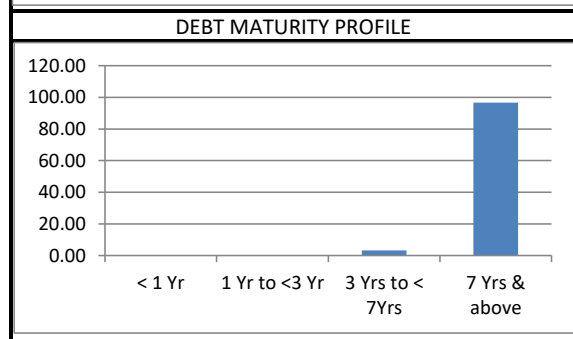 DEBT MATURITY PROFILE
120.00
100.00
80.00
60.00
40.00
20.00
0.00
< 1 Yr
1 Yr to <3 Yr
3 Yrs to <
7Yrs
7 Yrs &
above